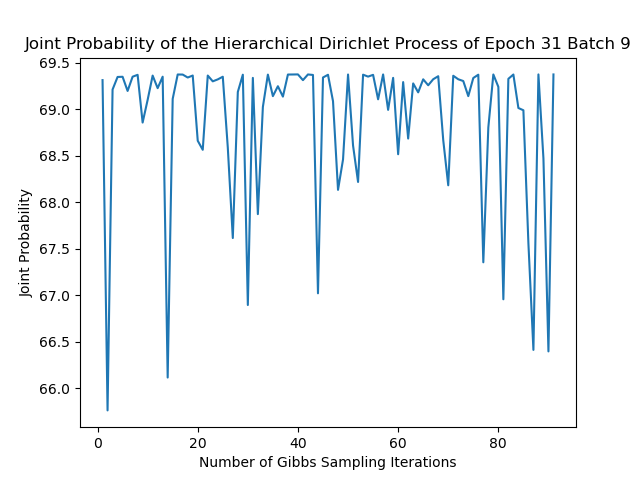 Joint Probability of the Hierarchical Dirichlet Process of Epoch 31 Batch 9
69.5
69.0
68.5
68.0
67.5
67.0
66.5
66.0
Joint Probability
0 20 40 60 80
Number of Gibbs Sampling Iterations